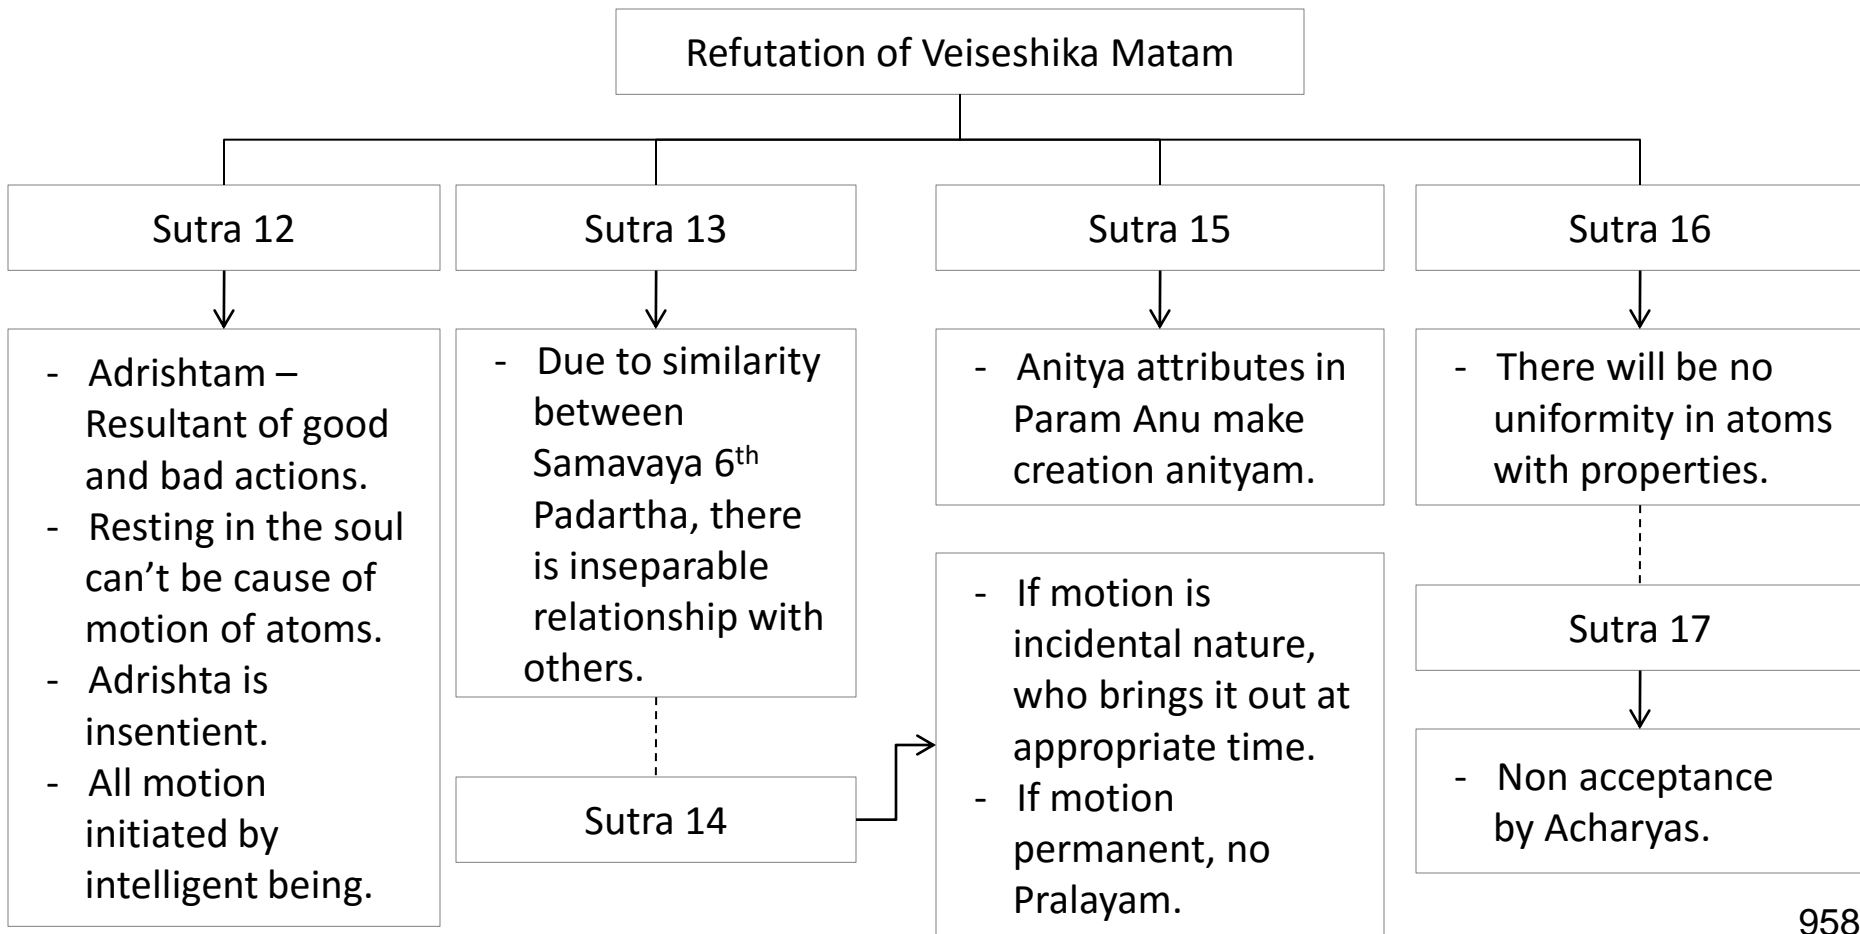 Refutation of Veiseshika Matam
Sutra 12
- Adrishtam –
Resultant of good
and bad actions.
- Resting in the soul
can’t be cause of
motion of atoms.
- Adrishta is
insentient.
- All motion
initiated by
intelligent being.
Sutra 13
- Due to similarity
between
Samavaya 6th
Padartha, there
is inseparable
relationship with
others.
Sutra 14
- If motion is
incidental nature,
who brings it out at
appropriate time.
- If motion
permanent, no
Pralayam.
Sutra 15
- Anitya attributes in
Param Anu make
creation anityam.
Sutra 16
- There will be no
uniformity in atoms
with properties.
Sutra 17
- Non acceptance
by Acharyas.
958